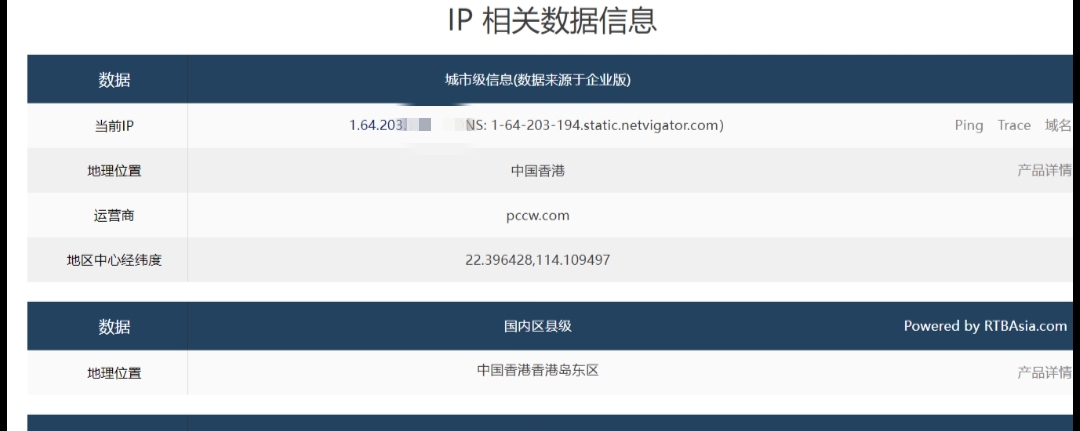 IP 相关数据信息
数据 城市级信息(数据来源于企业版)
当前IP 1.64.203. NS: 1-64-203-194.static.netvigator.com) Ping Trace 域名
地理位置 中国香港 产品详情
运营商 pccw.com
地区中心经纬度 22.396428,114.109497
数据 国内区县级 Powered by RTBAsia.com
地理位置 中国香港香港岛东区 产品详情